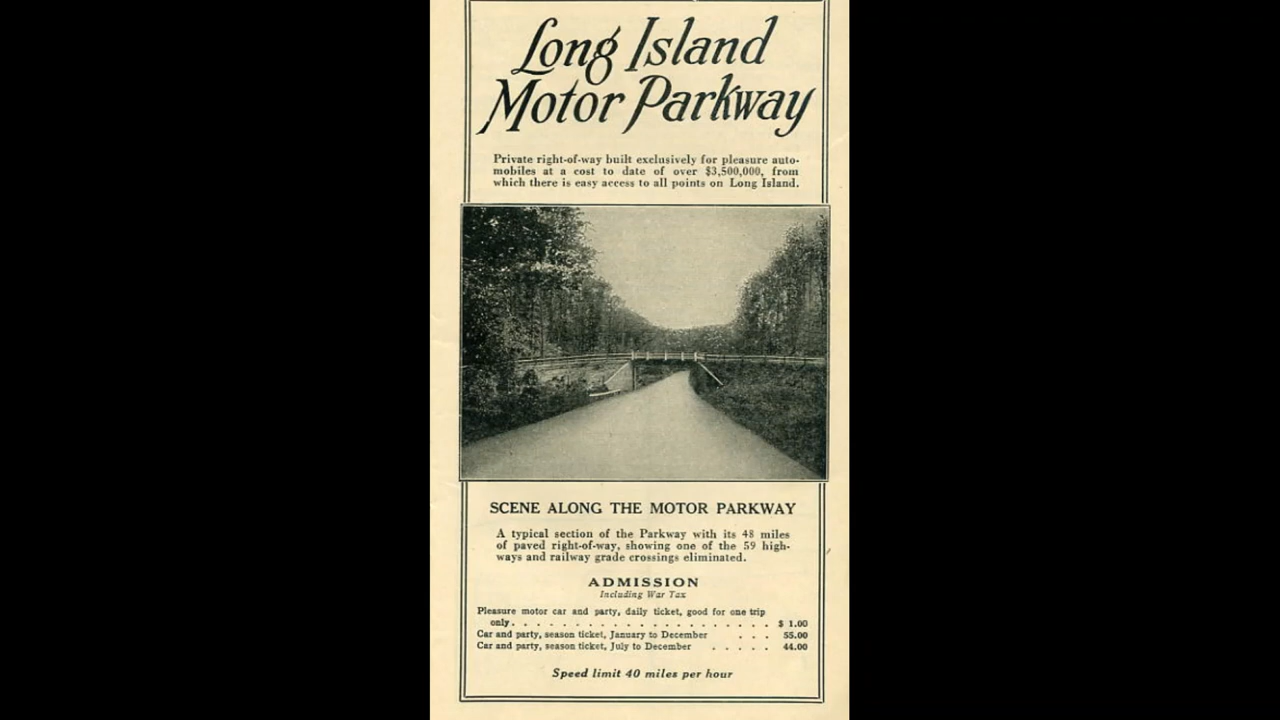 Long Island
Motor Parkway
Private right-of-way built exclusively for pleasure auto-
mobiles at a cost to date of over $3,500,000, from
which there is easy access to all points on Long Island.
SCENE ALONG THE MOTOR PARKWAY
A typical section of the Parkway with its 48 miles
of paved right-of-way, showing one of the 59 high-
ways and railway grade crossings eliminated.
ADMISSION
Including War Tax
Pleasure motor car and party, daily ticket, good for one trip
only. . . . . . . . . . . . . . . . . . . . . . $ 1.00
Car and party, season ticket, January to December . . . 55.00
Car and party, season ticket, July to December . . . . . 44.00
Speed limit 40 miles per hour